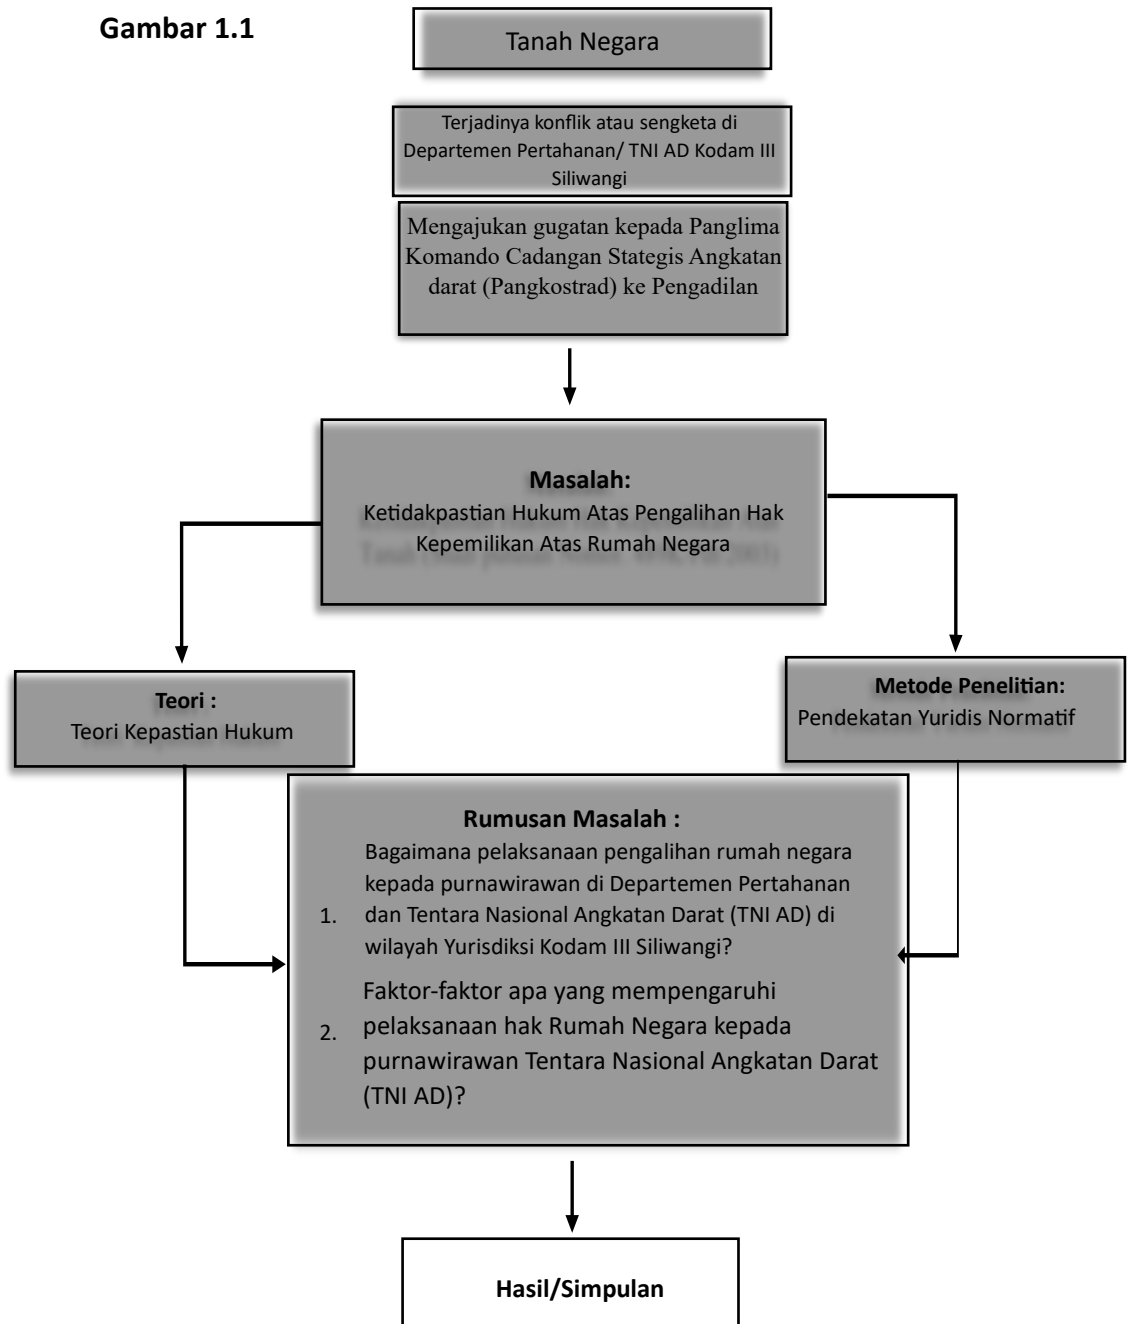 Gambar 1.1
Tanah Negara
Terjadinya konflik atau sengketa di
Departemen Pertahanan/ TNI AD Kodam III
Siliwangi
Mengajukan gugatan kepada Panglima
Komando Cadangan Stategis Angkatan
darat (Pangkostrad) ke Pengadilan
Masalah:
Ketidakpastian Hukum Atas Pengalihan Hak
Kepemilikan Atas Rumah Negara
Teori :
Teori Kepastian Hukum
Metode Penelitian:
Pendekatan Yuridis Normatif
Rumusan Masalah :
1. Bagaimana pelaksanaan pengalihan rumah negara
kepada purnawirawan di Departemen Pertahanan
dan Tentara Nasional Angkatan Darat (TNI AD) di
wilayah Yurisdiksi Kodam III Siliwangi?
2. Faktor-faktor apa yang mempengaruhi
pelaksanaan hak Rumah Negara kepada
purnawirawan Tentara Nasional Angkatan Darat
(TNI AD)?
Hasil/Simpulan